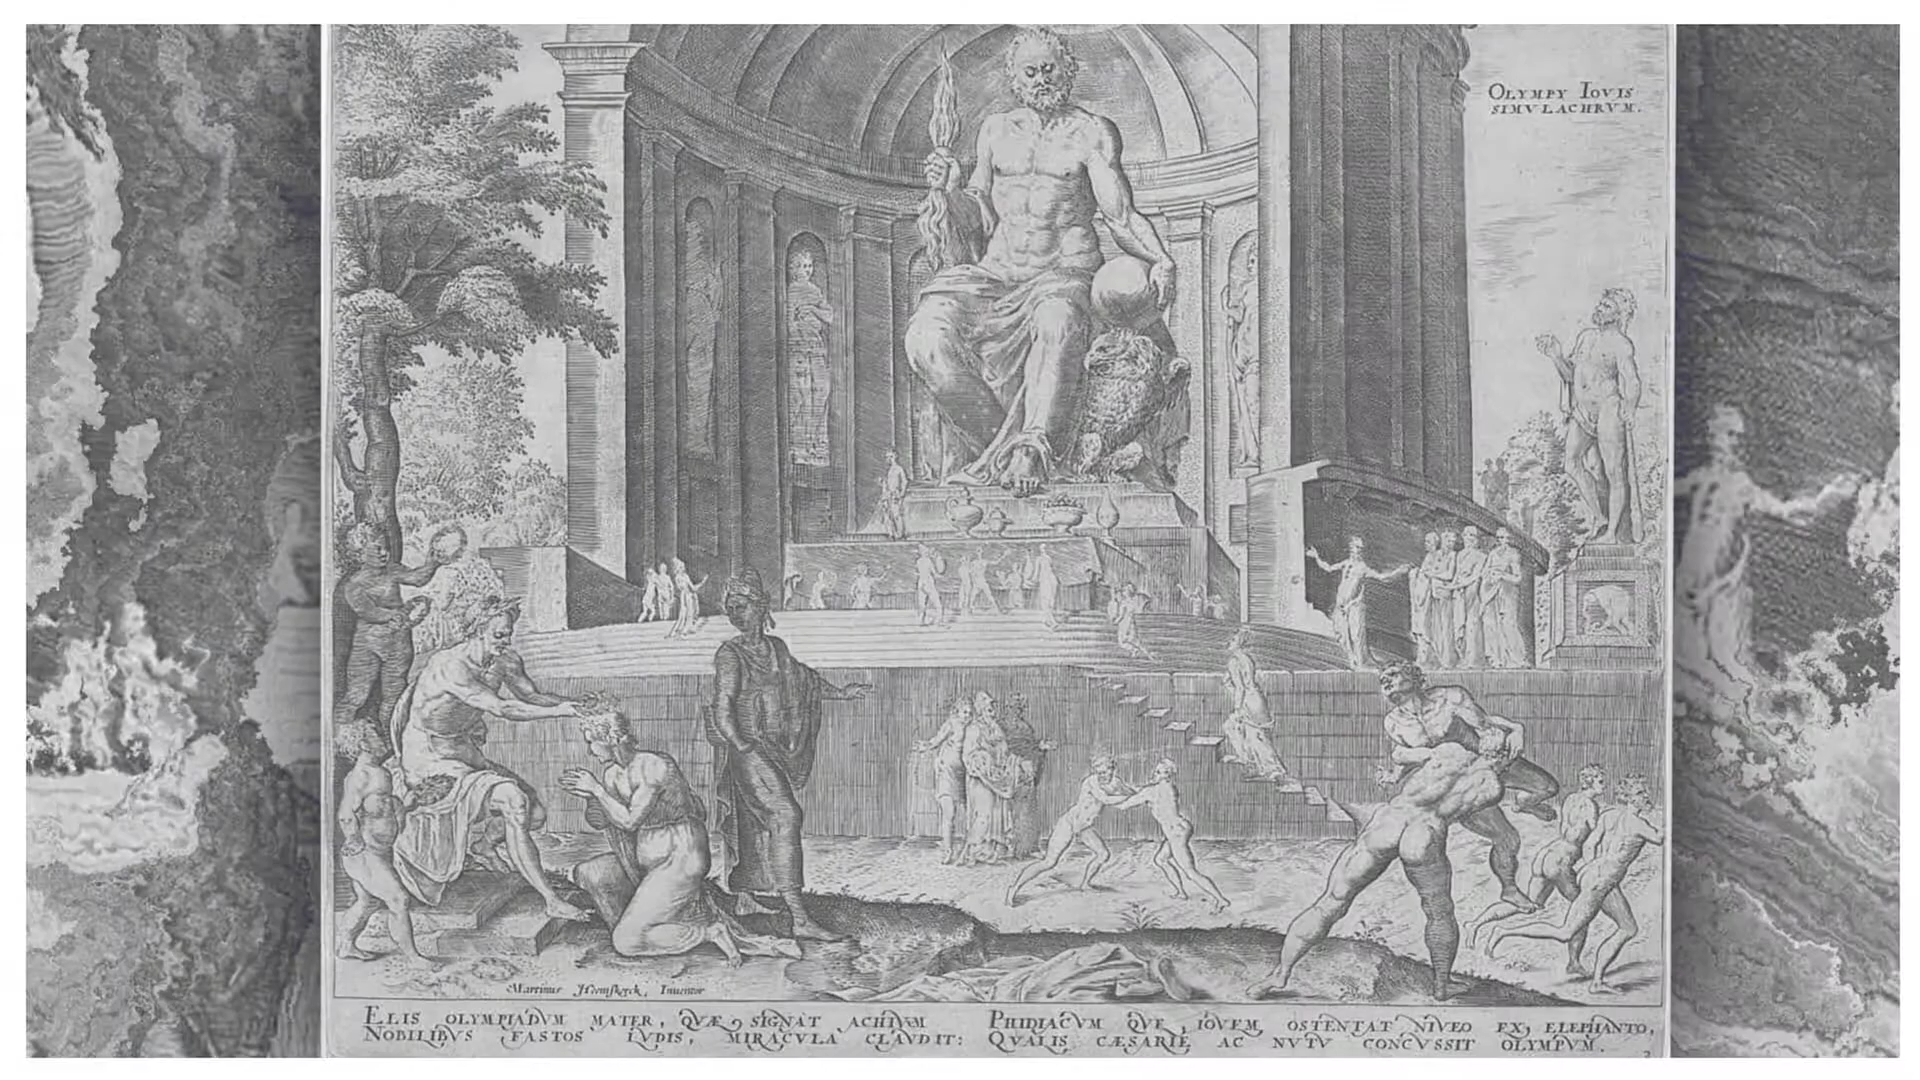 OLYMPY IOVIS
SIMVLACHRVM.
Martinus Heemskerck, Inventor
ELIS OLYMPIADVM MATER, QVÆ SIGNAT ACHIVVM
NOBILIBVS FASTOS LVDIS, MIRACVLA CLAVDIT:
PHIDIACVM QVE, IOVEM OSTENTAT NIVEO EX, ELEPHANTO,
QVALIS CÆSARIE AC NVTV CONCVSSIT OLYMPVM.